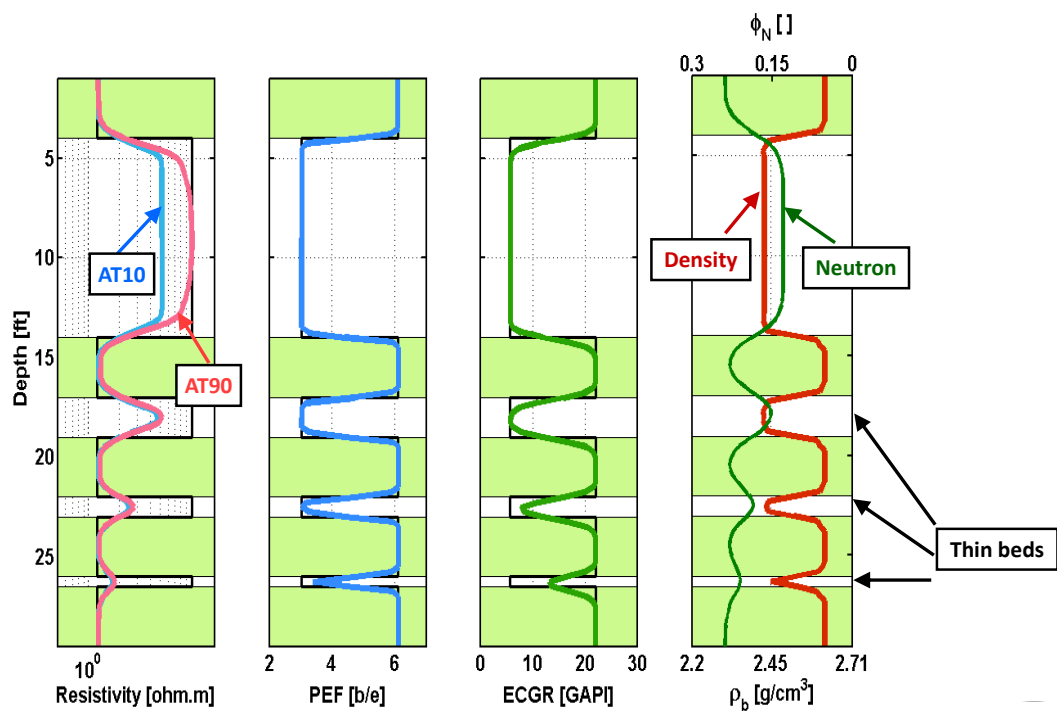 ϕN [ ]
0.3 0.15 0
5
10
15
20
25
Depth [ft]
AT10
AT90
Density
Neutron
Thin beds
10⁰
2 4 6
0 10 20 30
2.2 2.45 2.71
Resistivity [ohm.m]
PEF [b/e]
ECGR [GAPI]
ρb [g/cm³]